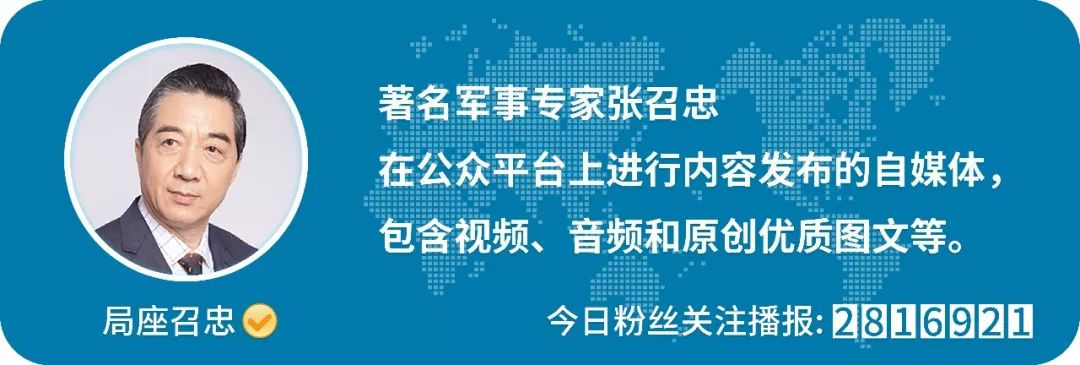 著名军事专家张召忠
在公众平台上进行内容发布的自媒体，
包含视频、音频和原创优质图文等。
局座召忠
今日粉丝关注播报: 2816921